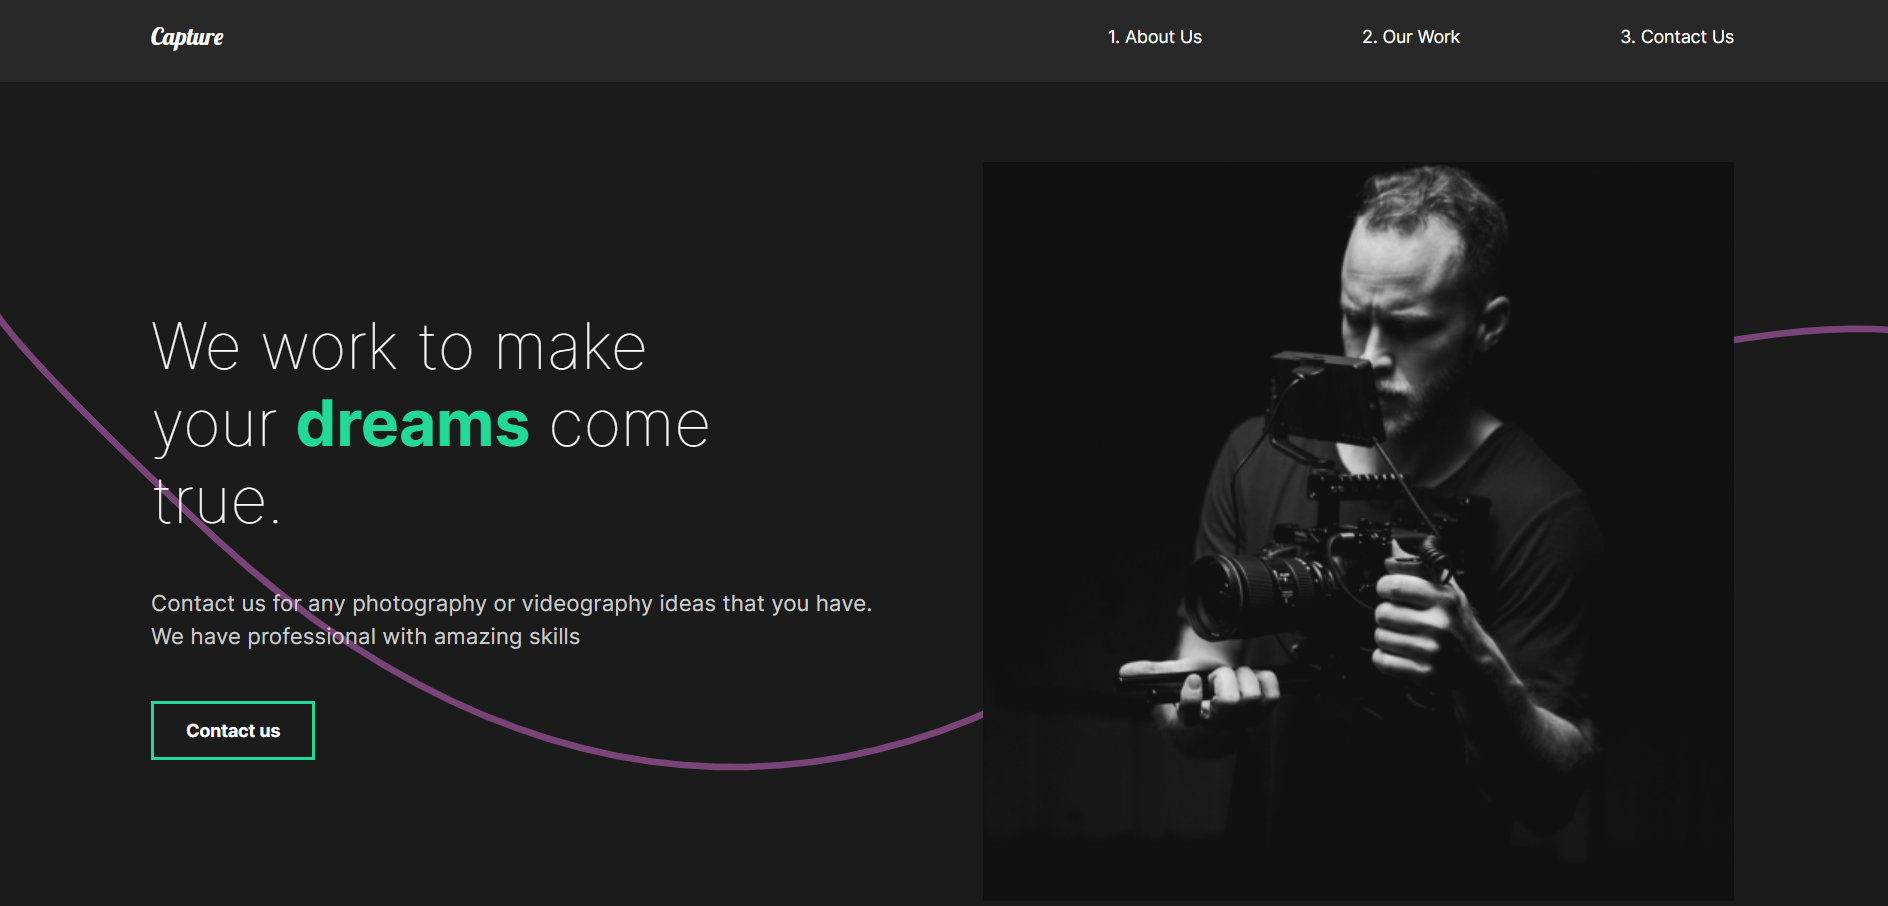 Capture
1. About Us
2. Our Work
3. Contact Us
We work to make
your dreams come
true.
Contact us for any photography or videography ideas that you have.
We have professional with amazing skills
Contact us